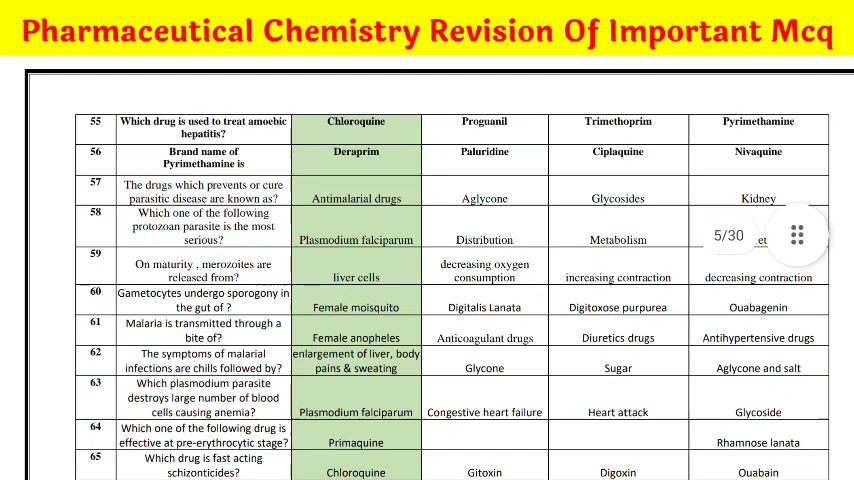 Pharmaceutical Chemistry Revision Of Important Mcq
55 Which drug is used to treat amoebic hepatitis? Chloroquine Proguanil Trimethoprim Pyrimethamine
56 Brand name of Pyrimethamine is Deraprim Paluridine Ciplaquine Nivaquine
57 The drugs which prevents or cure parasitic disease are known as? Antimalarial drugs Aglycone Glycosides Kidney
58 Which one of the following protozoan parasite is the most serious? Plasmodium falciparum Distribution Metabolism
5/30
59 On maturity , merozoites are released from? liver cells decreasing oxygen consumption increasing contraction decreasing contraction
60 Gametocytes undergo sporogony in the gut of ? Female moisquito Digitalis Lanata Digitoxose purpurea Ouabagenin
61 Malaria is transmitted through a bite of? Female anopheles Anticoagulant drugs Diuretics drugs Antihypertensive drugs
62 The symptoms of malarial infections are chills followed by? enlargement of liver, body pains & sweating Glycone Sugar Aglycone and salt
63 Which plasmodium parasite destroys large number of blood cells causing anemia? Plasmodium falciparum Congestive heart failure Heart attack Glycoside
64 Which one of the following drug is effective at pre-erythrocytic stage? Primaquine Rhamnose lanata
65 Which drug is fast acting schizonticides? Chloroquine Gitoxin Digoxin Ouabain